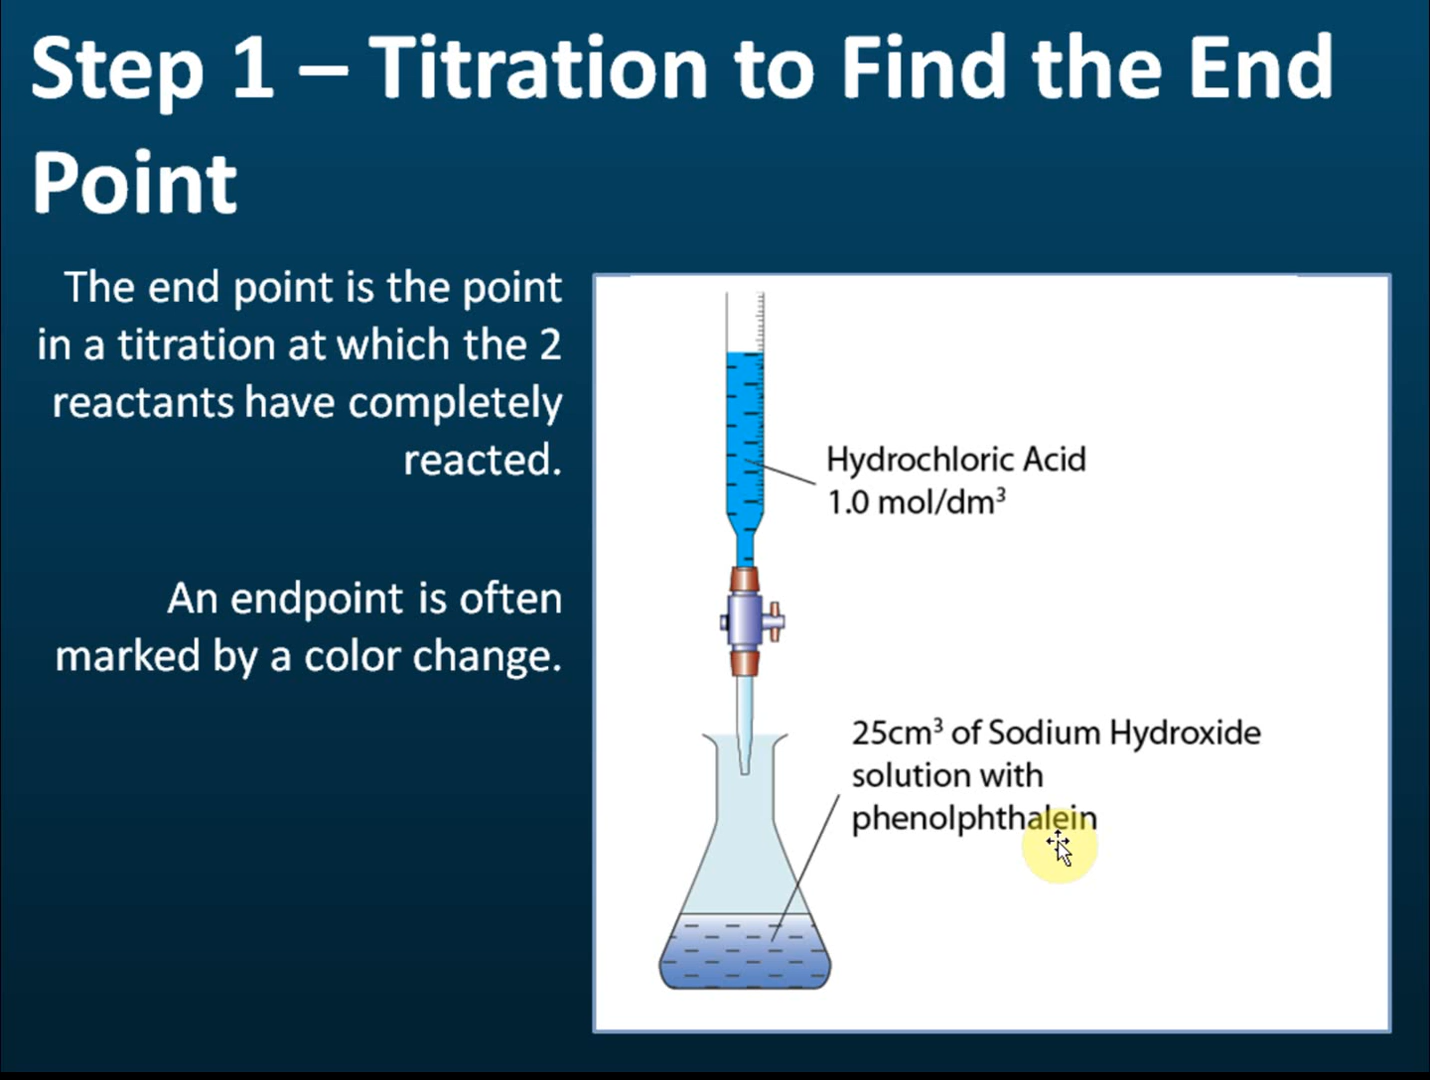 Step 1 – Titration to Find the End
Point
The end point is the point
in a titration at which the 2
reactants have completely
reacted.
An endpoint is often
marked by a color change.
Hydrochloric Acid
1.0 mol/dm³
25cm³ of Sodium Hydroxide
solution with
phenolphthalein